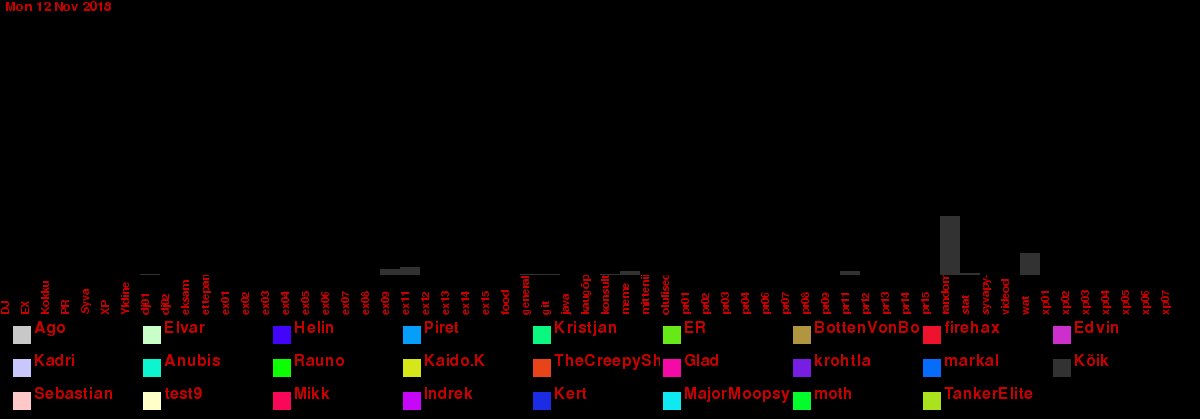 Mon 12 Nov 2018
DJ EX Kokku PR Syva XP Ykline dj01 dj02 eksam ettepan ex01 ex02 ex03 ex04 ex05 ex06 ex07 ex08 ex09 ex11 ex12 ex13 ex14 ex15 food general git java kaugõp konsult meme mitteni olulisec pr01 pr02 pr03 pr04 pr06 pr07 pr08 pr09 pr11 pr12 pr13 pr14 pr15 random stat syvapy- videod wat xp01 xp02 xp03 xp04 xp05 xp06 xp07
Ago Elvar Helin Piret Kristjan ER BottenVonBo firehax Edvin
Kadri Anubis Rauno Kaido.K TheCreepySh Glad krohtla markal Kõik
Sebastian test9 Mikk Indrek Kert MajorMoopsy moth TankerElite